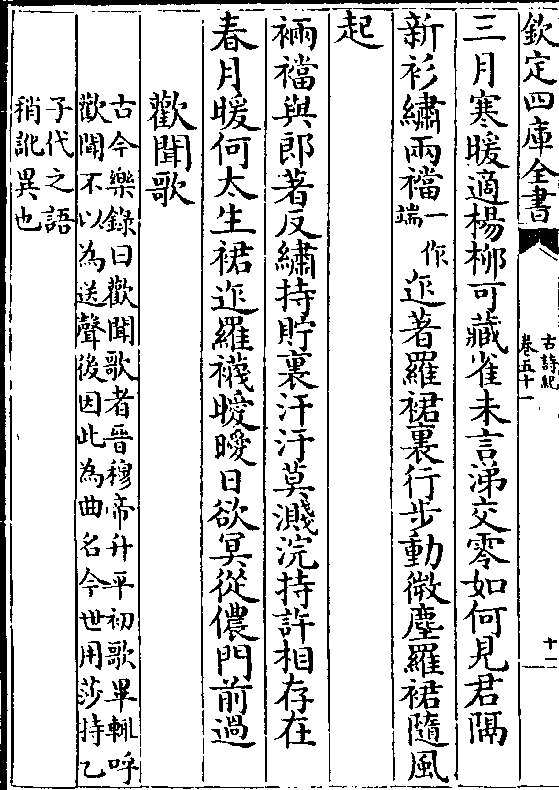 欽定四庫全書
古詩紀
卷五十一
十一
三月寒暖適楊柳可藏雀未言涕交零如何見君隔
新衫繡兩襠一作端迮著羅裙裏行步動微塵羅裙隨風
起
裲襠與郎著反繡持貯裏汗汙莫濺浣持許相存在
春月暖何太生裙迮羅襪曖曖日欲冥從儂門前過
歡聞歌
古今樂錄曰歡聞歌者晉穆帝升平初歌畢輒呼
歡聞不以為送聲後因此為曲名今世用莎持乙
子代之語
稍訛異也